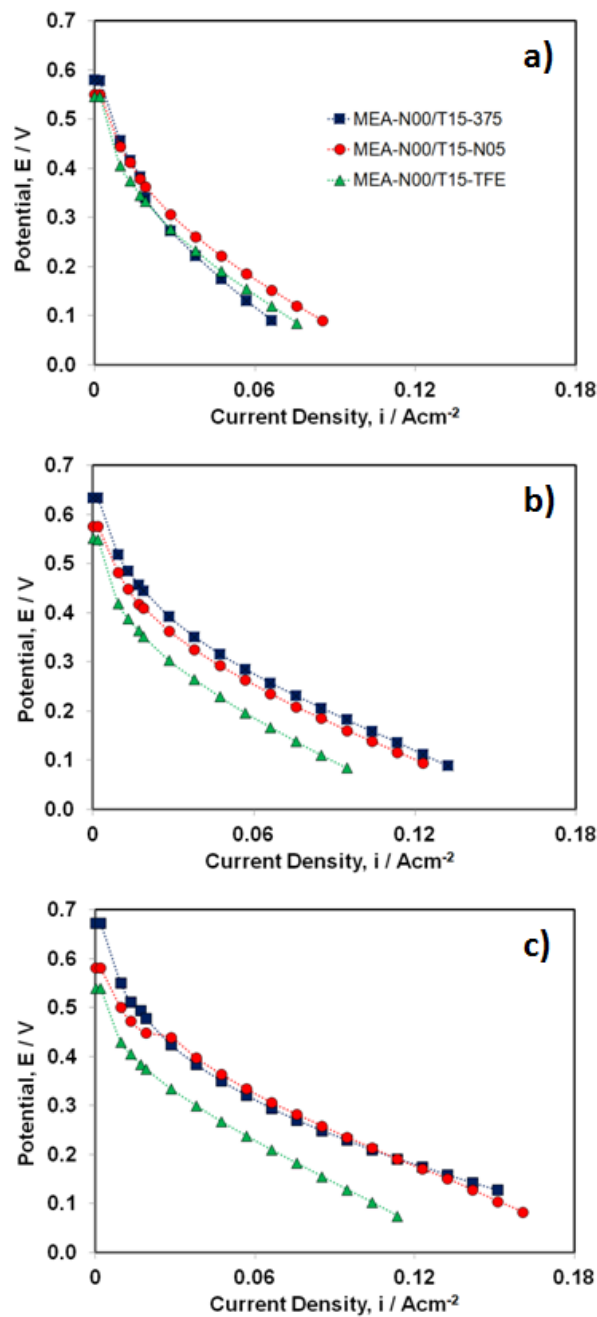 a)
0.7
0.6
0.5
0.4
0.3
0.2
0.1
0.0
Potential, E / V
MEA-N00/T15-375
MEA-N00/T15-N05
MEA-N00/T15-TFE
0 0.06 0.12 0.18
Current Density, i / Acm-2
b)
0.7
0.6
0.5
0.4
0.3
0.2
0.1
0.0
Potential, E / V
0 0.06 0.12 0.18
Current Density, i / Acm-2
c)
0.7
0.6
0.5
0.4
0.3
0.2
0.1
0.0
Potential, E / V
0 0.06 0.12 0.18
Current Density, i / Acm-2